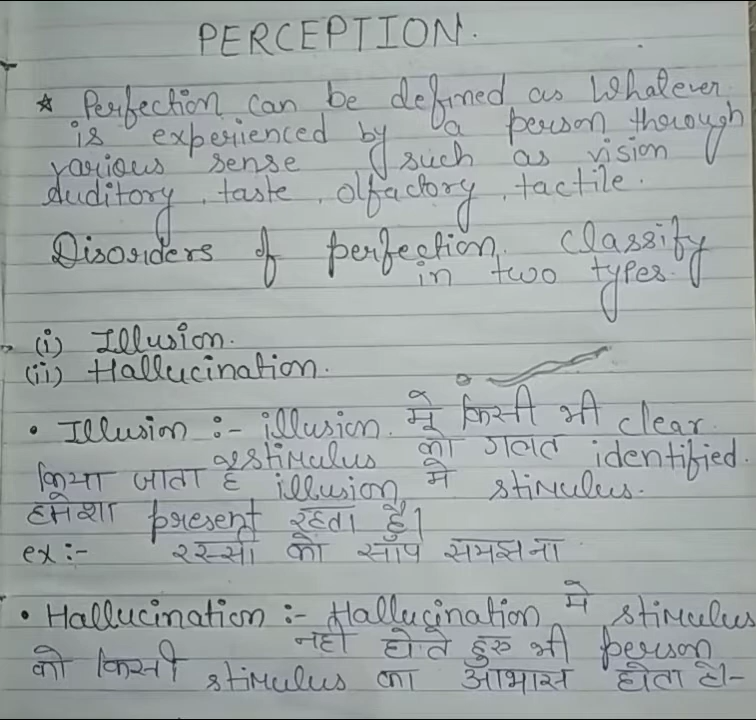 PERCEPTION.
* Perfection can be defined as Whatever
is experienced by a person thorough
various sense such as vision
Auditory, taste, olfactory, tactile.
Disorders of perfection. classify
in two types.
(i) Illusion.
(ii) Hallucination.
• Illusion :- illusion में किसी भी clear
stimulus को गलत identified.
किया जाता है illusion में stimulus.
हमेशा present रहता है।
ex :- रस्सी को साँप समझना
• Hallucination :- Hallucination मे stimulus
नही होते हुए भी person
को किसी stimulus का आभास होता है-